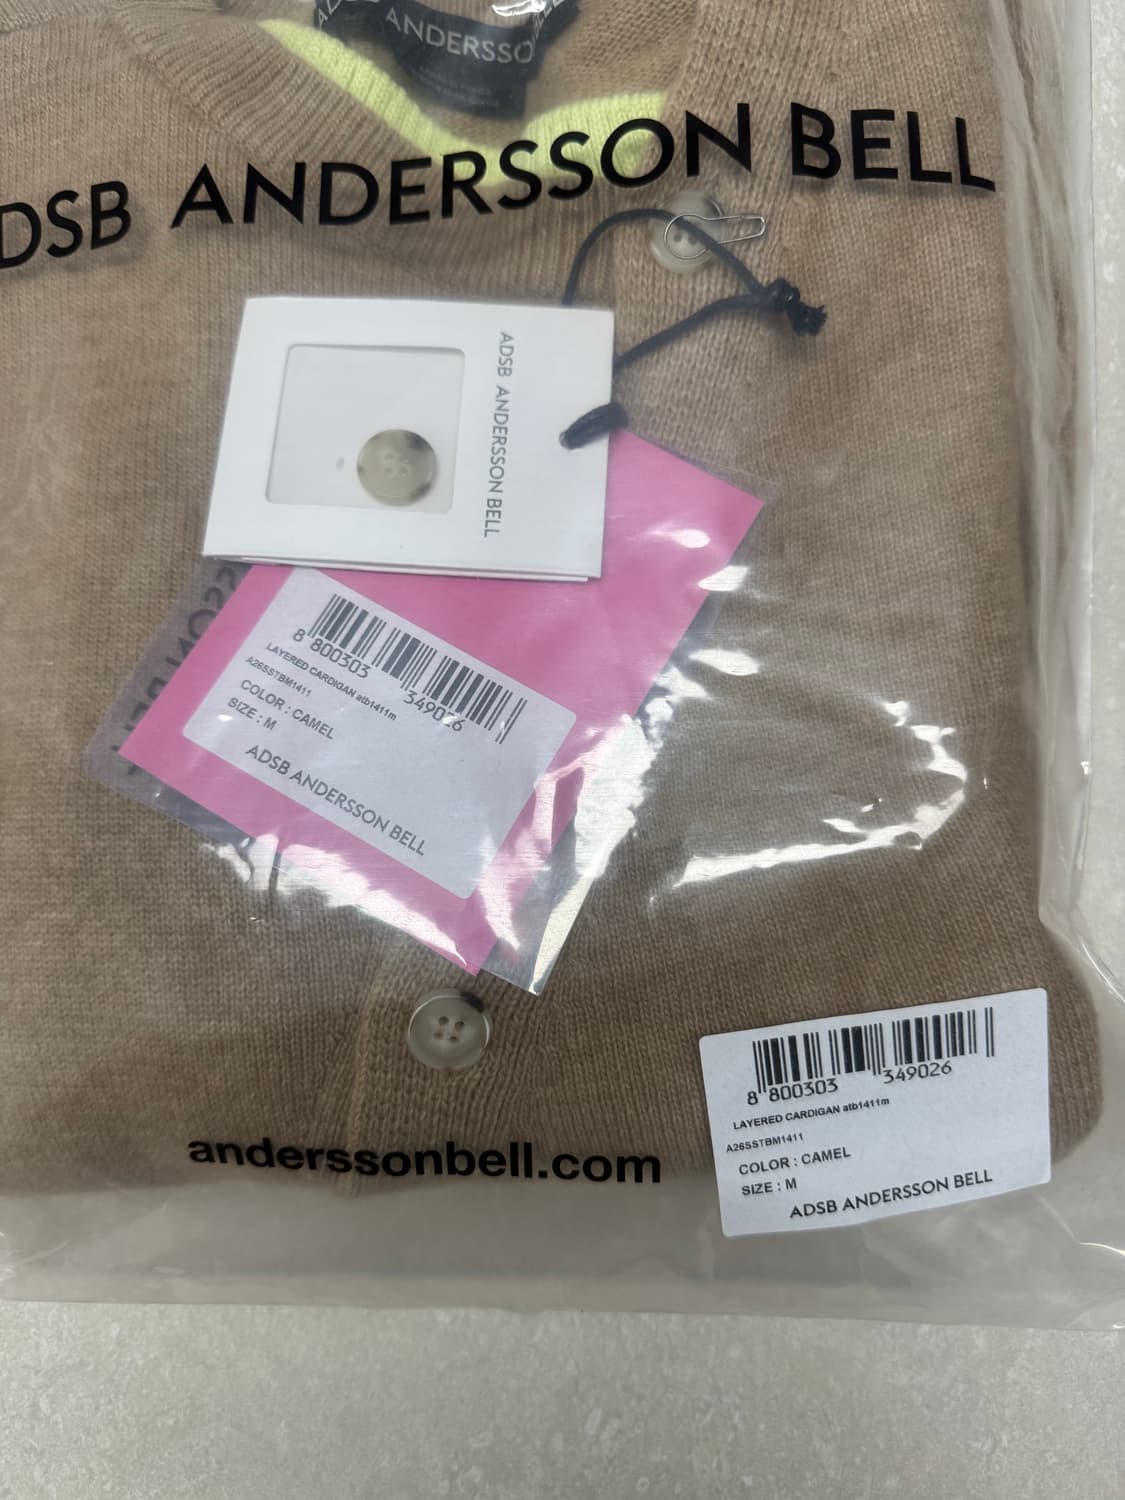 ANDERSSO
ADSB ANDERSSON BELL
ADSB ANDERSSON BELL
8 800303 349026
LAYERED CARDIGAN atb1411m
A26SSTBM1411
COLOR : CAMEL
SIZE : M
ADSB ANDERSSON BELL
anderssonbell.com
8 800303 349026
LAYERED CARDIGAN atb1411m
A26SSTBM1411
COLOR : CAMEL
SIZE : M
ADSB ANDERSSON BELL